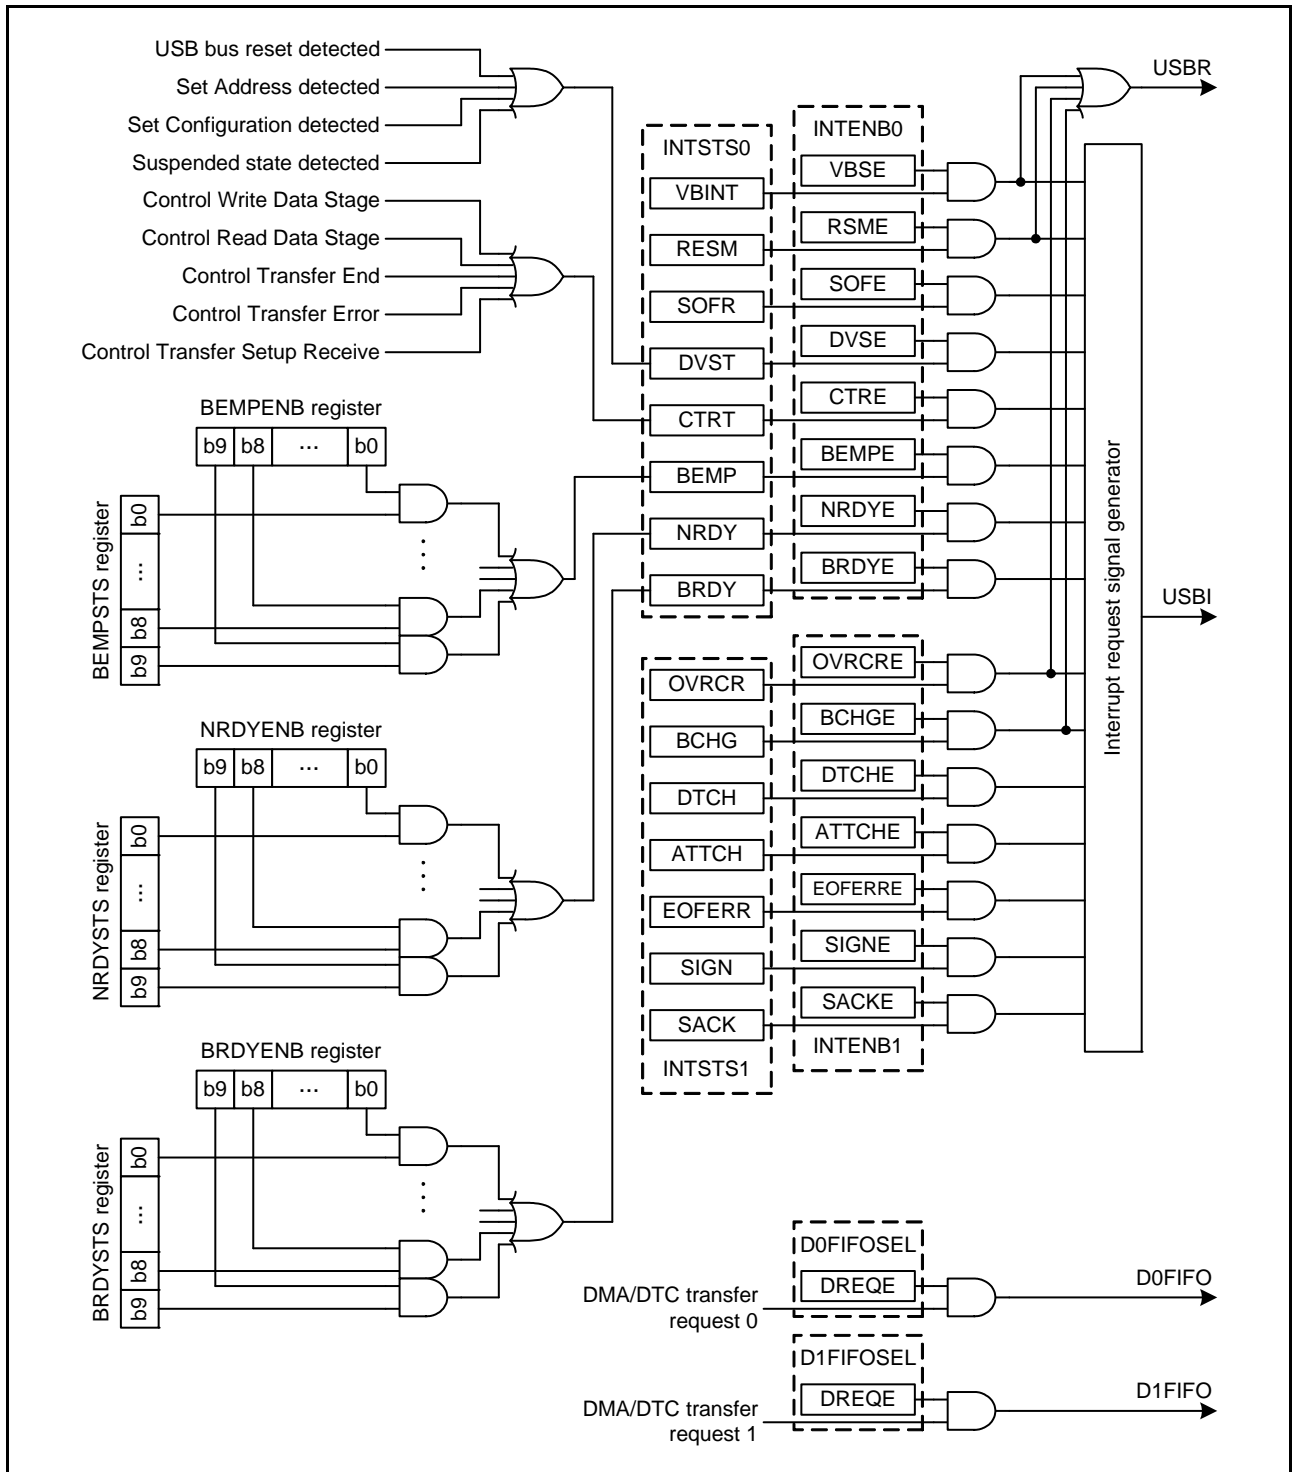 USB bus reset detected
Set Address detected
Set Configuration detected
Suspended state detected
Control Write Data Stage
Control Read Data Stage
Control Transfer End
Control Transfer Error
Control Transfer Setup Receive
BEMPENB register
b9 b8 ... b0
BEMPSTS register
b0
...
b8
b9
NRDYENB register
b9 b8 ... b0
NRDYSTS register
b0
...
b8
b9
BRDYENB register
b9 b8 ... b0
BRDYSTS register
b0
...
b8
b9
INTSTS0
VBINT
RESM
SOFR
DVST
CTRT
BEMP
NRDY
BRDY
OVRCR
BCHG
DTCH
ATTCH
EOFERR
SIGN
SACK
INTSTS1
INTENB0
VBSE
RSME
SOFE
DVSE
CTRE
BEMPE
NRDYE
BRDYE
OVRCRE
BCHGE
DTCHE
ATTCHE
EOFERRE
SIGNE
SACKE
INTENB1
Interrupt request signal generator
USBR
USBI
D0FIFOSEL
DREQE
DMA/DTC transfer
request 0
D0FIFO
D1FIFOSEL
DREQE
DMA/DTC transfer
request 1
D1FIFO